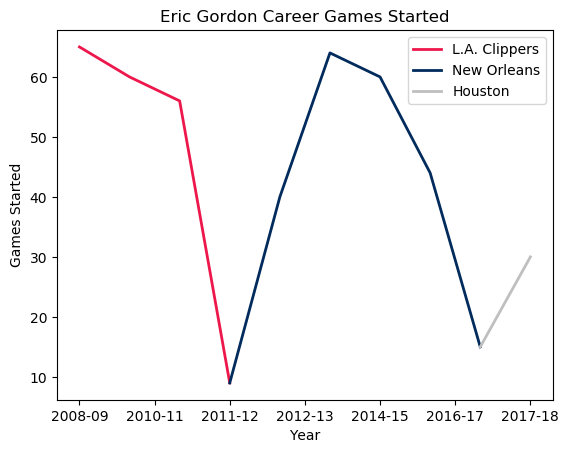 Eric Gordon Career Games Started
L.A. Clippers
New Orleans
Houston
Games Started
60
50
40
30
20
10
2008-09 2010-11 2011-12 2012-13 2014-15 2016-17 2017-18
Year